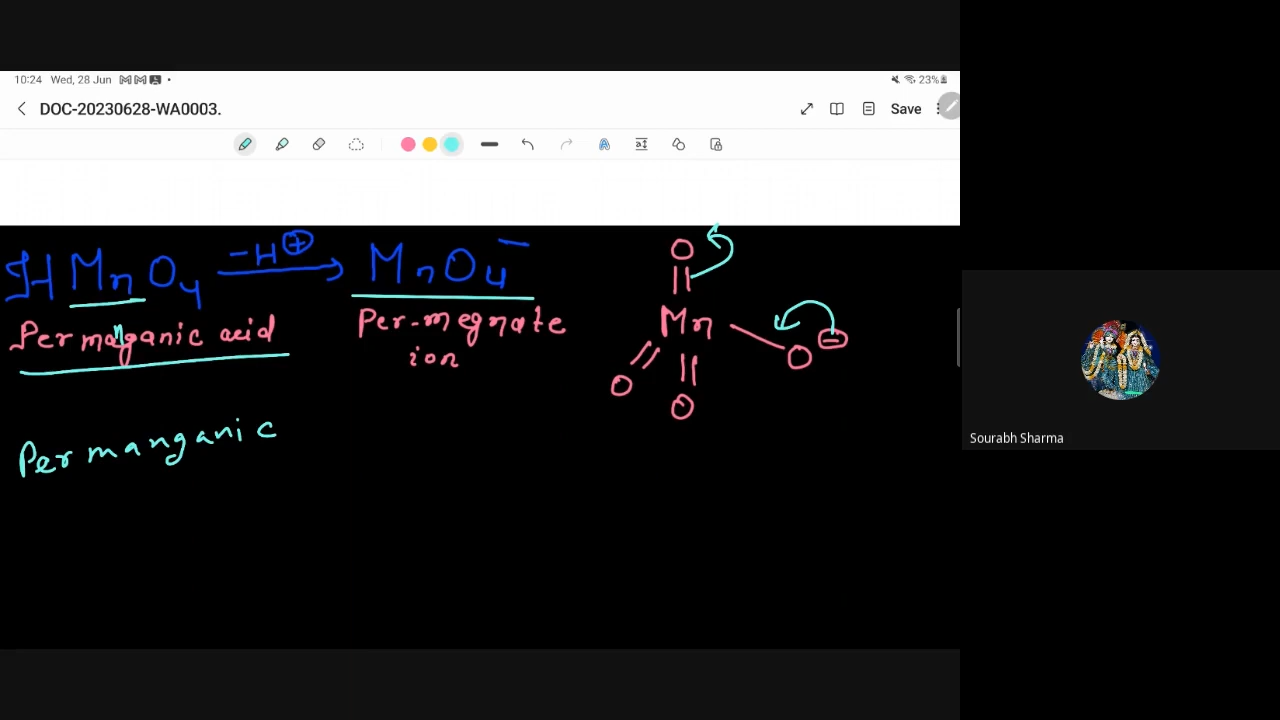 10:24 Wed, 28 Jun
23%
DOC-20230628-WA0003.
Save
HMnO4 -H⊕ → MnO4⁻
Permanganic acid
Per-megnate
ion
Permanganic
O
Mn
O ⊖
O
O
Sourabh Sharma